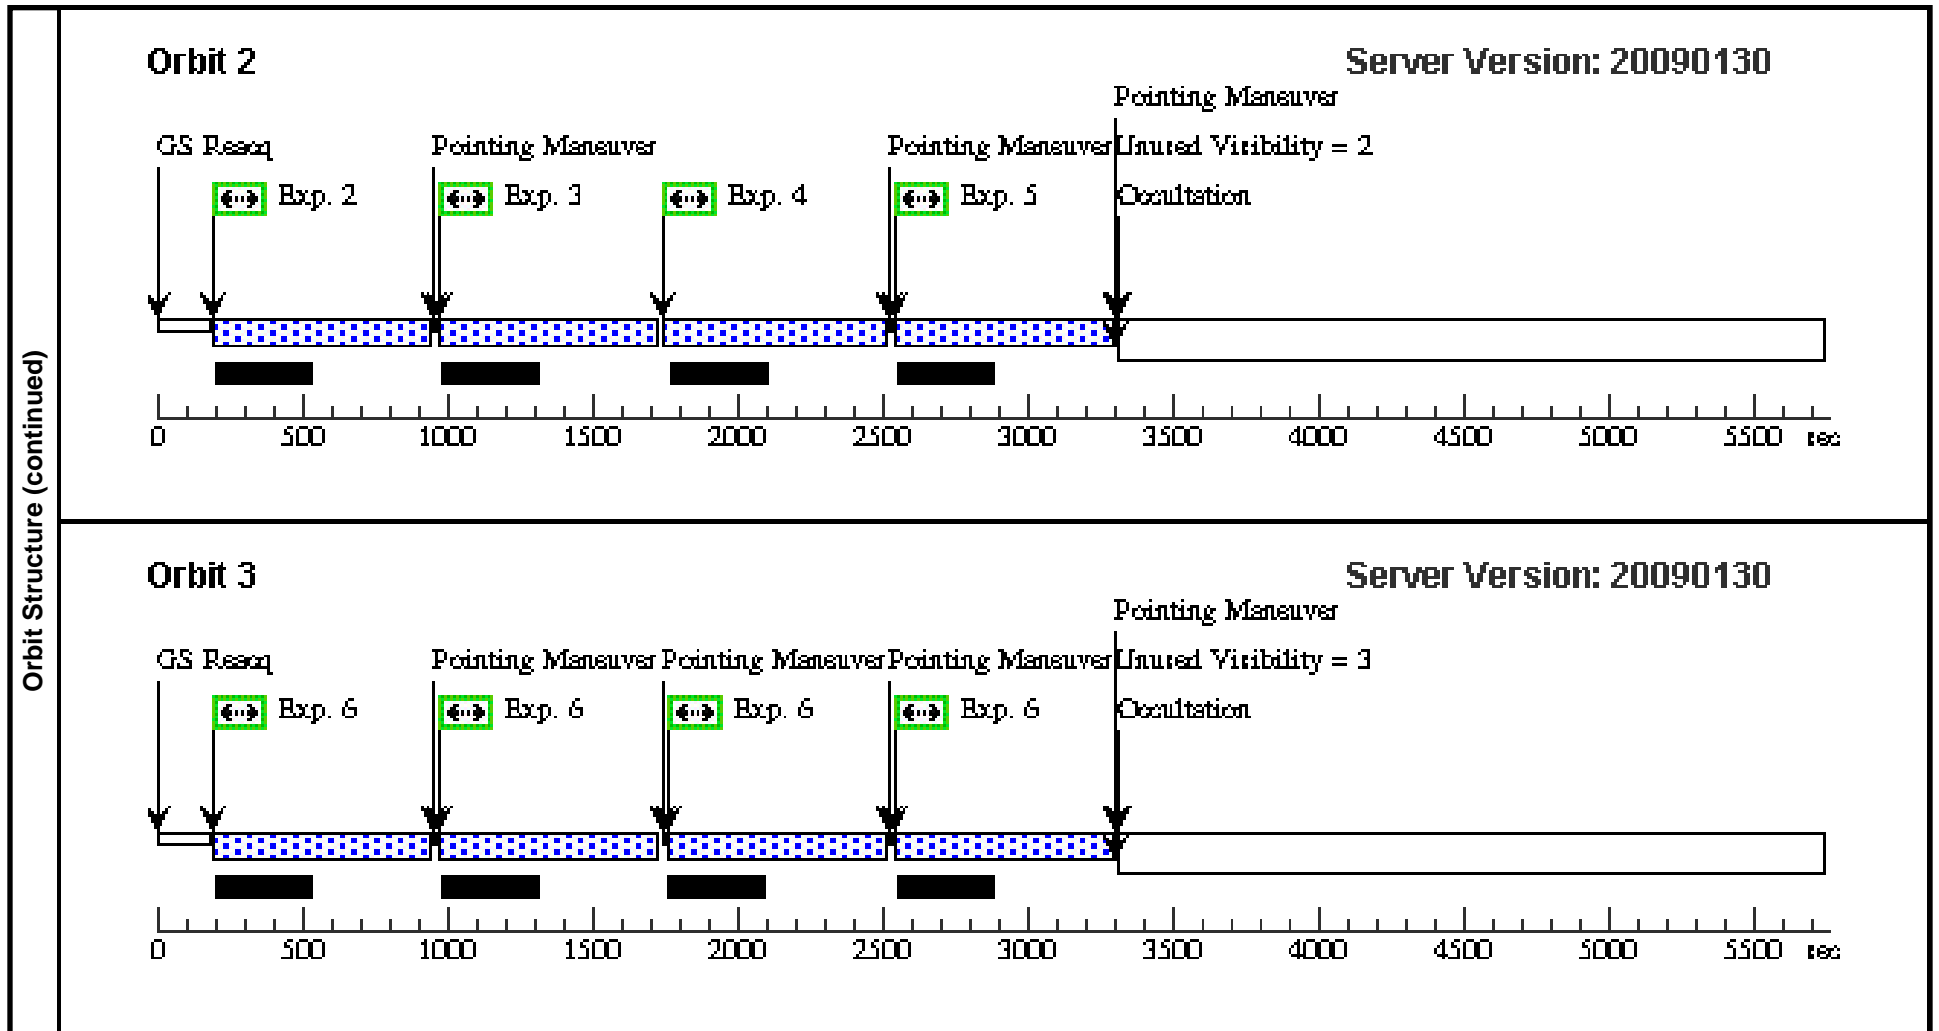 Orbit Structure (continued)
Orbit 2
Server Version: 20090130
Pointing Maneuver
GS Reacq
Pointing Maneuver
Pointing Maneuver
Unused Visibility = 2
Exp. 2
Exp. 3
Exp. 4
Exp. 5
Occultation
0 500 1000 1500 2000 2500 3000 3500 4000 4500 5000 5500 sec
Orbit 3
Server Version: 20090130
Pointing Maneuver
GS Reacq
Pointing Maneuver
Pointing Maneuver
Pointing Maneuver
Unused Visibility = 3
Exp. 6
Exp. 6
Exp. 6
Exp. 6
Occultation
0 500 1000 1500 2000 2500 3000 3500 4000 4500 5000 5500 sec